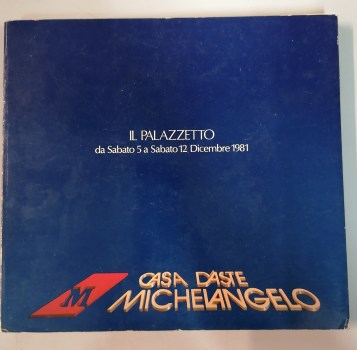 IL PALAZZETTO
da Sabato 5 a Sabato 12 Dicembre 1981
M
CASA D'ASTE
MICHELANGELO